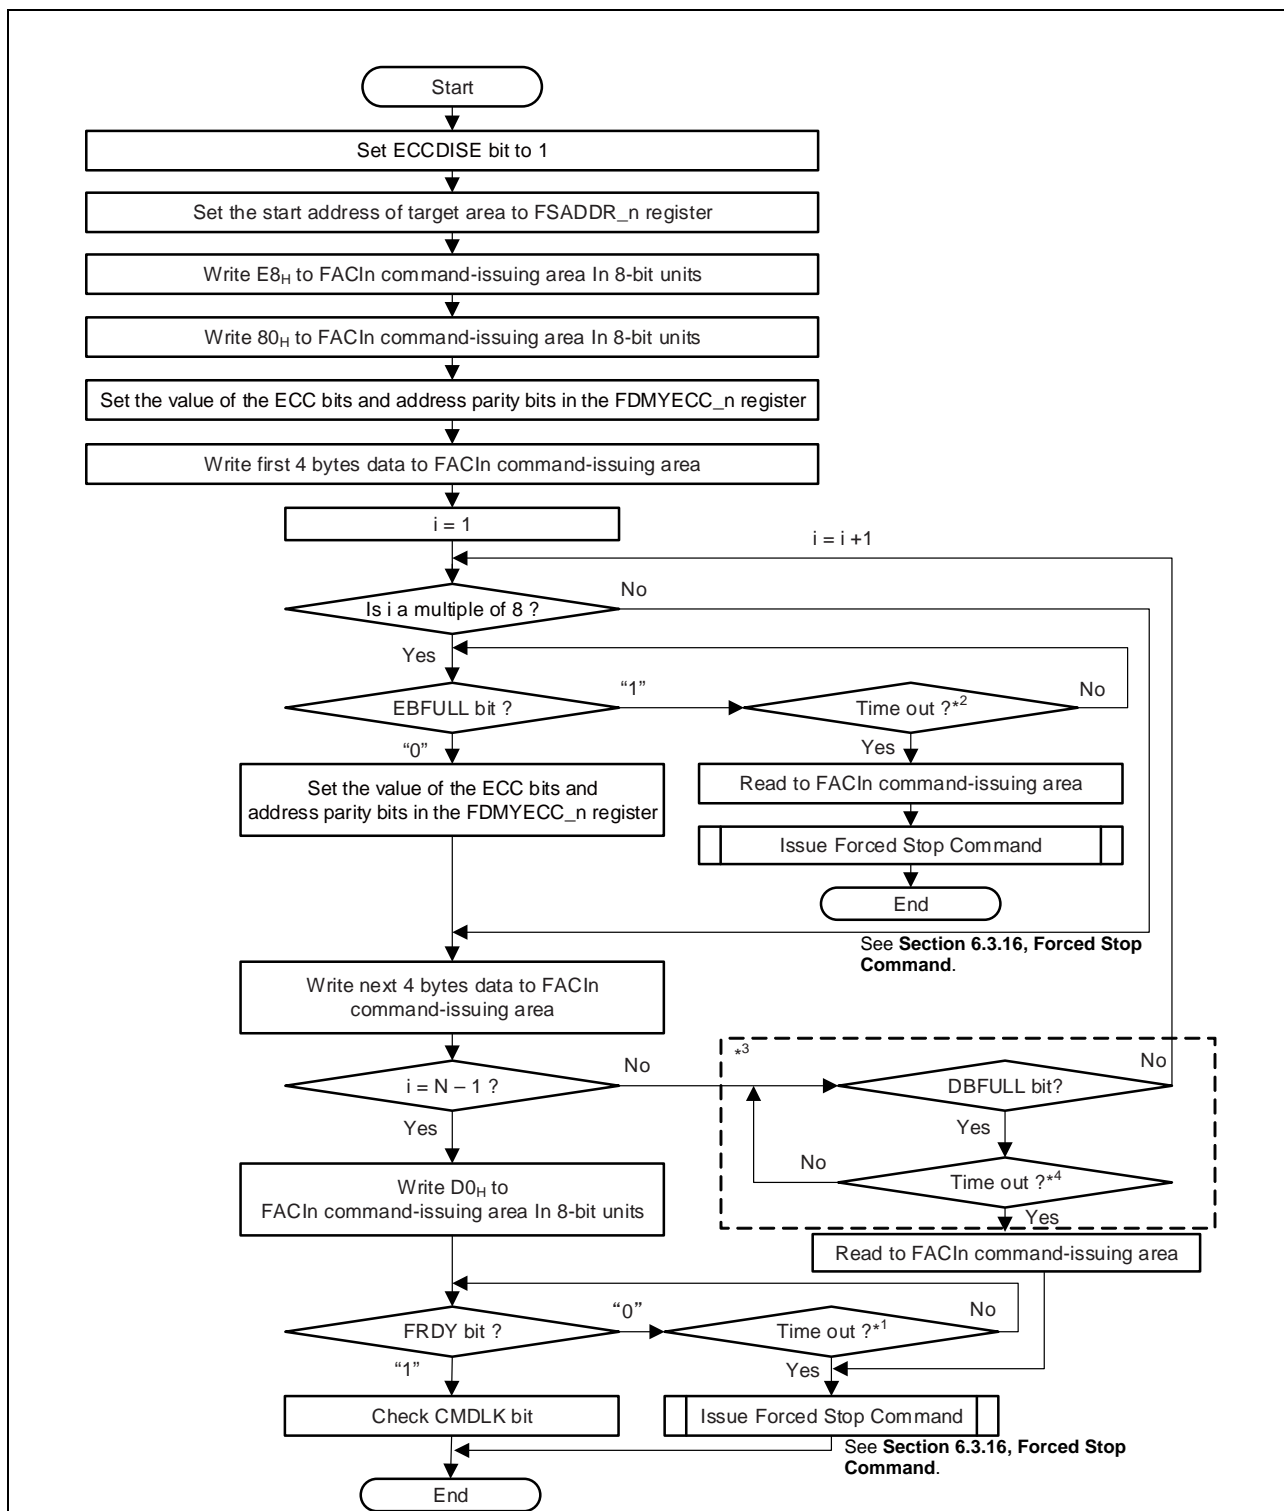 Start
Set ECCDISE bit to 1
Set the start address of target area to FSADDR_n register
Write E8H to FACIn command-issuing area In 8-bit units
Write 80H to FACIn command-issuing area In 8-bit units
Set the value of the ECC bits and address parity bits in the FDMYECC_n register
Write first 4 bytes data to FACIn command-issuing area
i = 1
i = i +1
Is i a multiple of 8 ?
No
Yes
EBFULL bit ?
“1”
Time out ?*2
No
“0”
Yes
Set the value of the ECC bits and
address parity bits in the FDMYECC_n register
Read to FACIn command-issuing area
Issue Forced Stop Command
End
See Section 6.3.16, Forced Stop
Command.
Write next 4 bytes data to FACIn
command-issuing area
*3
i = N – 1 ?
No
DBFULL bit?
No
Yes
Yes
No
Time out ?*4
Yes
Write D0H to
FACIn command-issuing area In 8-bit units
Read to FACIn command-issuing area
FRDY bit ?
“0”
Time out ?*1
No
“1”
Yes
Check CMDLK bit
Issue Forced Stop Command
See Section 6.3.16, Forced Stop
Command.
End